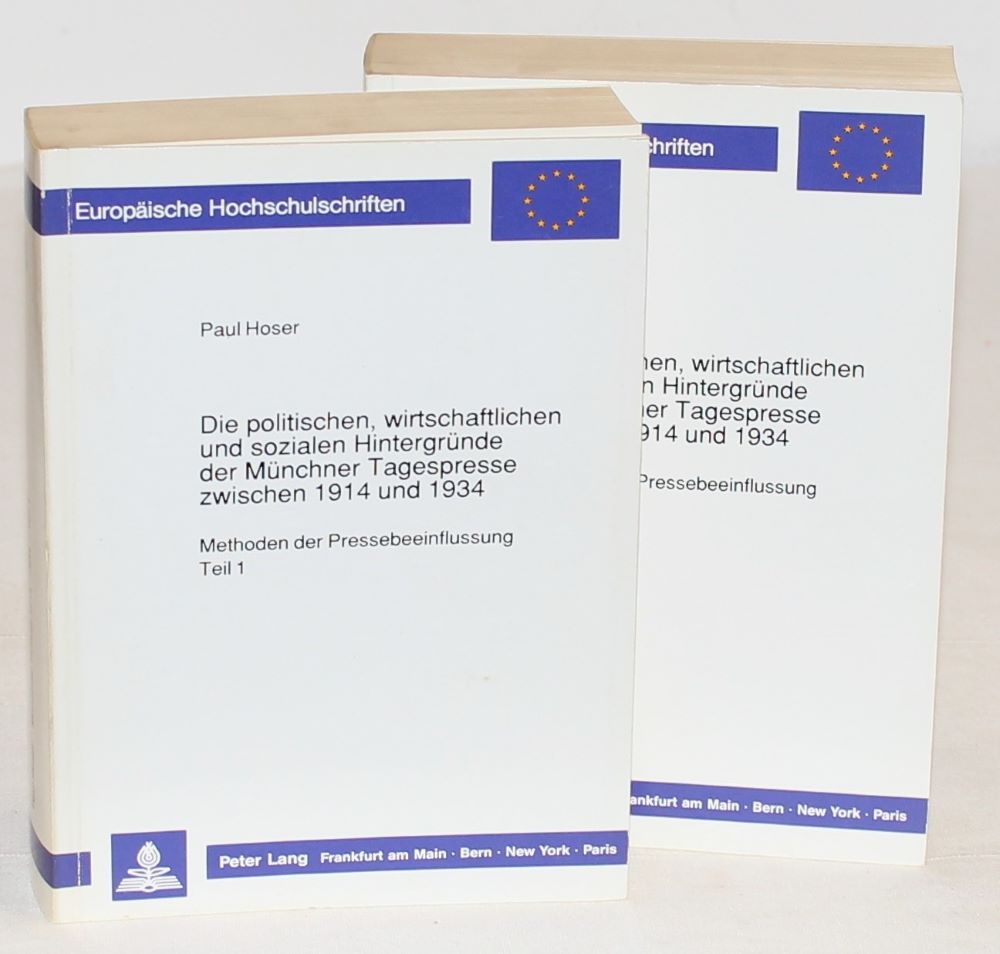 Europäische Hochschulschriften
Paul Hoser
Die politischen, wirtschaftlichen
und sozialen Hintergründe
der Münchner Tagespresse
zwischen 1914 und 1934
Methoden der Pressebeeinflussung
Teil 1
Peter Lang Frankfurt am Main · Bern · New York · Paris
chriften
hen, wirtschaftlichen
n Hintergründe
ner Tagespresse
914 und 1934
Pressebeeinflussung
ankfurt am Main · Bern · New York · Paris